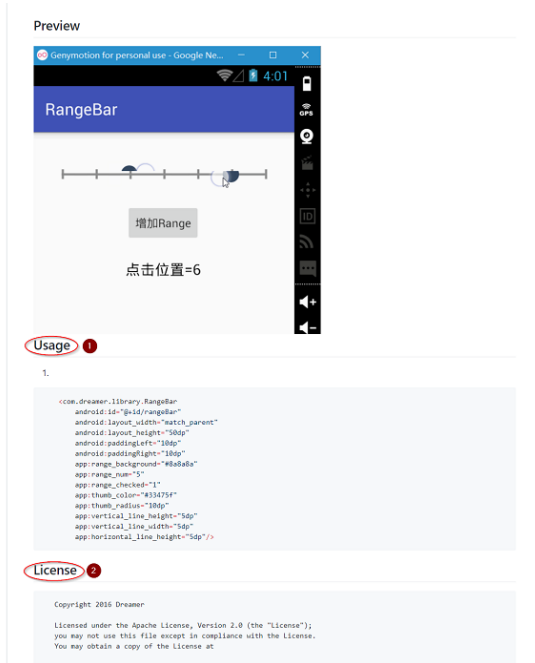 Preview
Genymotion for personal use - Google Ne...
4:01
RangeBar
GPS
增加Range
ID
点击位置=6
Usage 1
1.
<com.dreamer.library.RangeBar
android:id="@+id/rangeBar"
android:layout_width="match_parent"
android:layout_height="50dp"
android:paddingLeft="10dp"
android:paddingRight="10dp"
app:range_background="#8a8a8a"
app:range_num="5"
app:range_checked="1"
app:thumb_color="#33475f"
app:thumb_radius="10dp"
app:vertical_line_height="5dp"
app:vertical_line_width="5dp"
app:horizontal_line_height="5dp"/>
License 2
Copyright 2016 Dreamer
Licensed under the Apache License, Version 2.0 (the "License");
you may not use this file except in compliance with the License.
You may obtain a copy of the License at